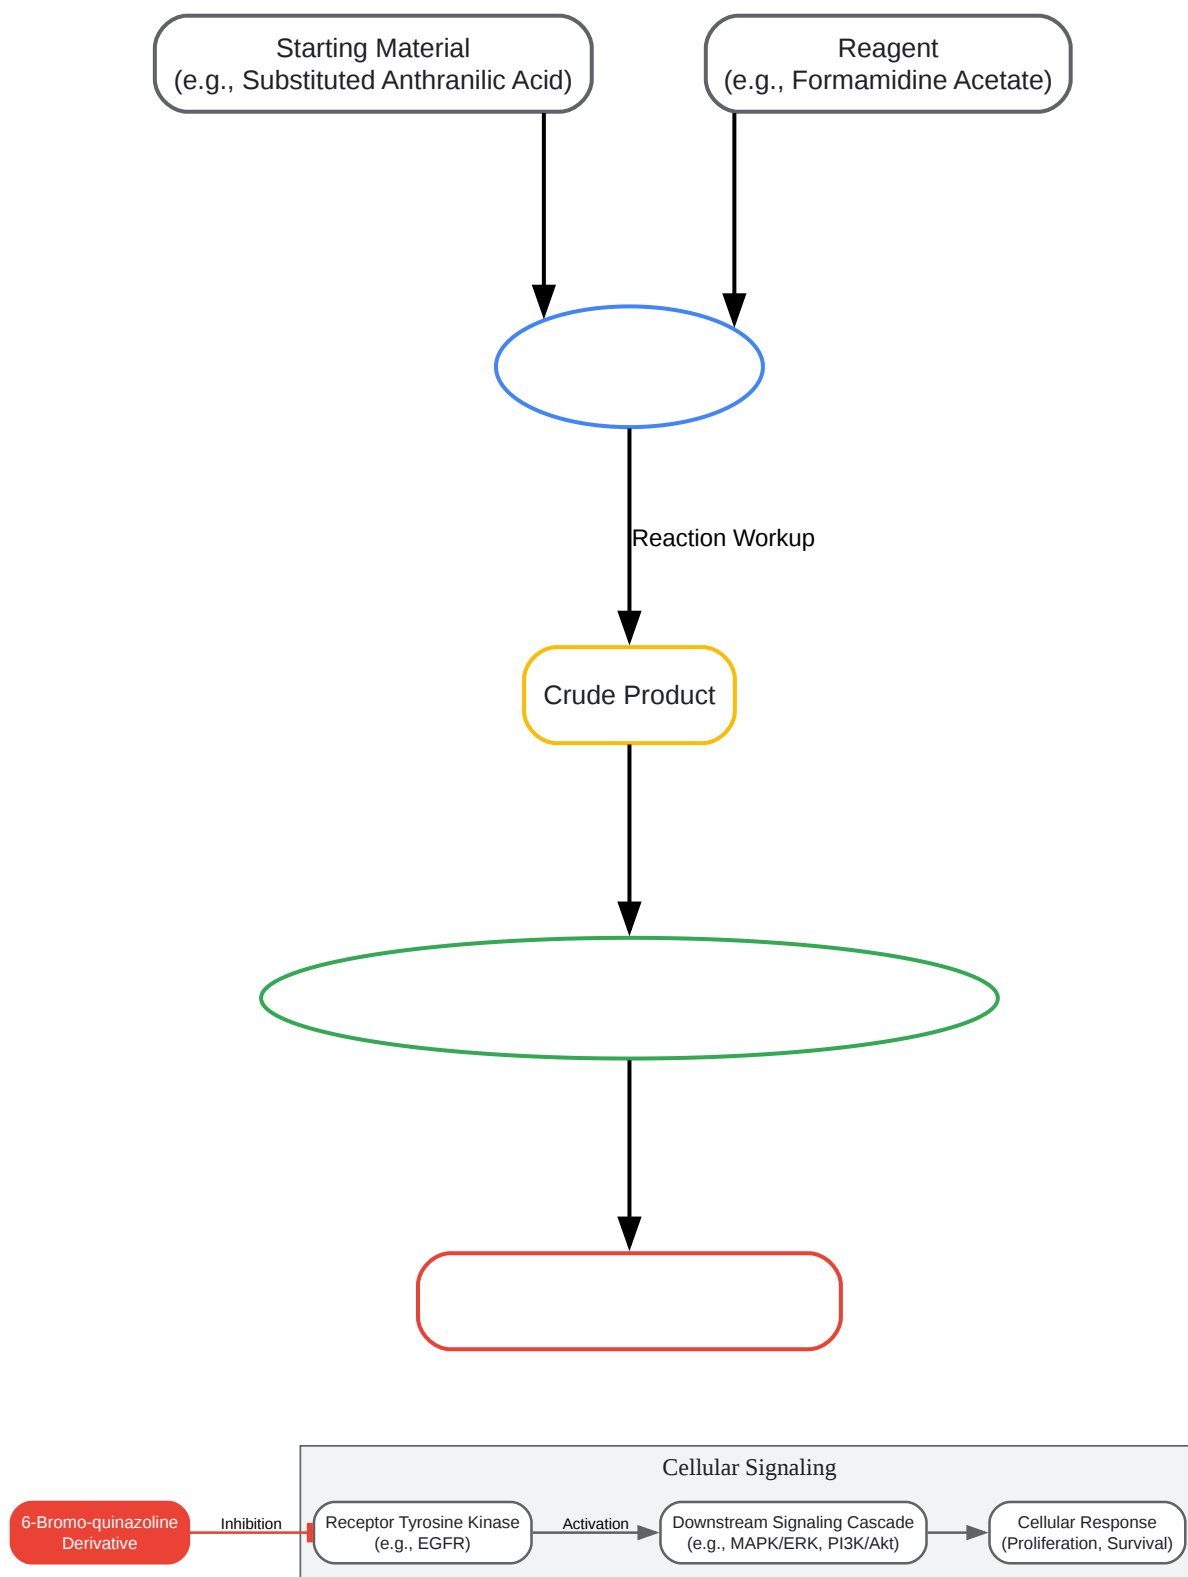 Starting Material
(e.g., Substituted Anthranilic Acid)
Reagent
(e.g., Formamidine Acetate)
Reaction Workup
Crude Product
Cellular Signaling
6-Bromo-quinazoline
Derivative
Inhibition
Receptor Tyrosine Kinase
(e.g., EGFR)
Activation
Downstream Signaling Cascade
(e.g., MAPK/ERK, PI3K/Akt)
Cellular Response
(Proliferation, Survival)